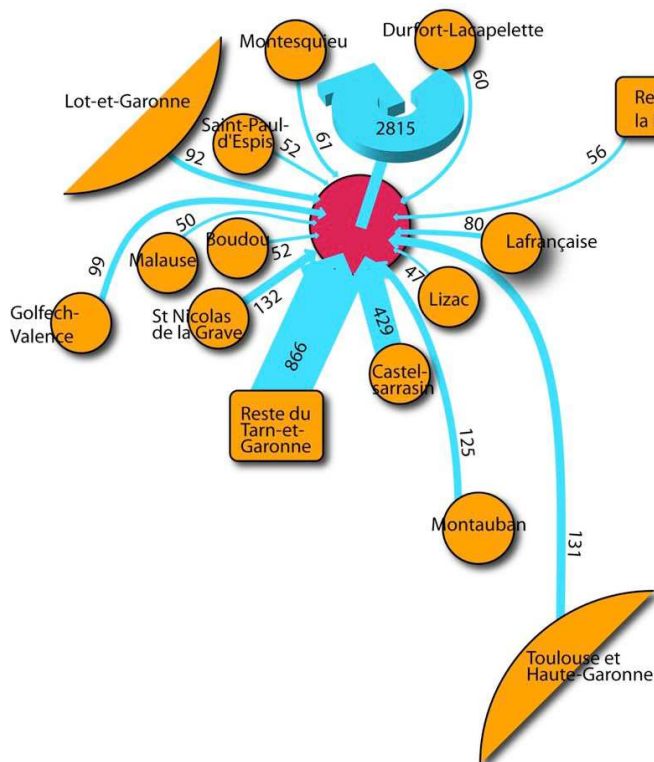 Durfort-Lacapelette
Montesquieu
60
Lot-et-Garonne
Re
la
2815
Saint-Paul-
d'Espis
52
61
92
56
50
80
Boudou
52
Lafrançaise
Malause
99
47
Lizac
St Nicolas
de la Grave
132
Golfech-
Valence
429
866
Castel-
sarrasin
Reste du
Tarn-et-
Garonne
125
Montauban
131
Toulouse et
Haute-Garonne